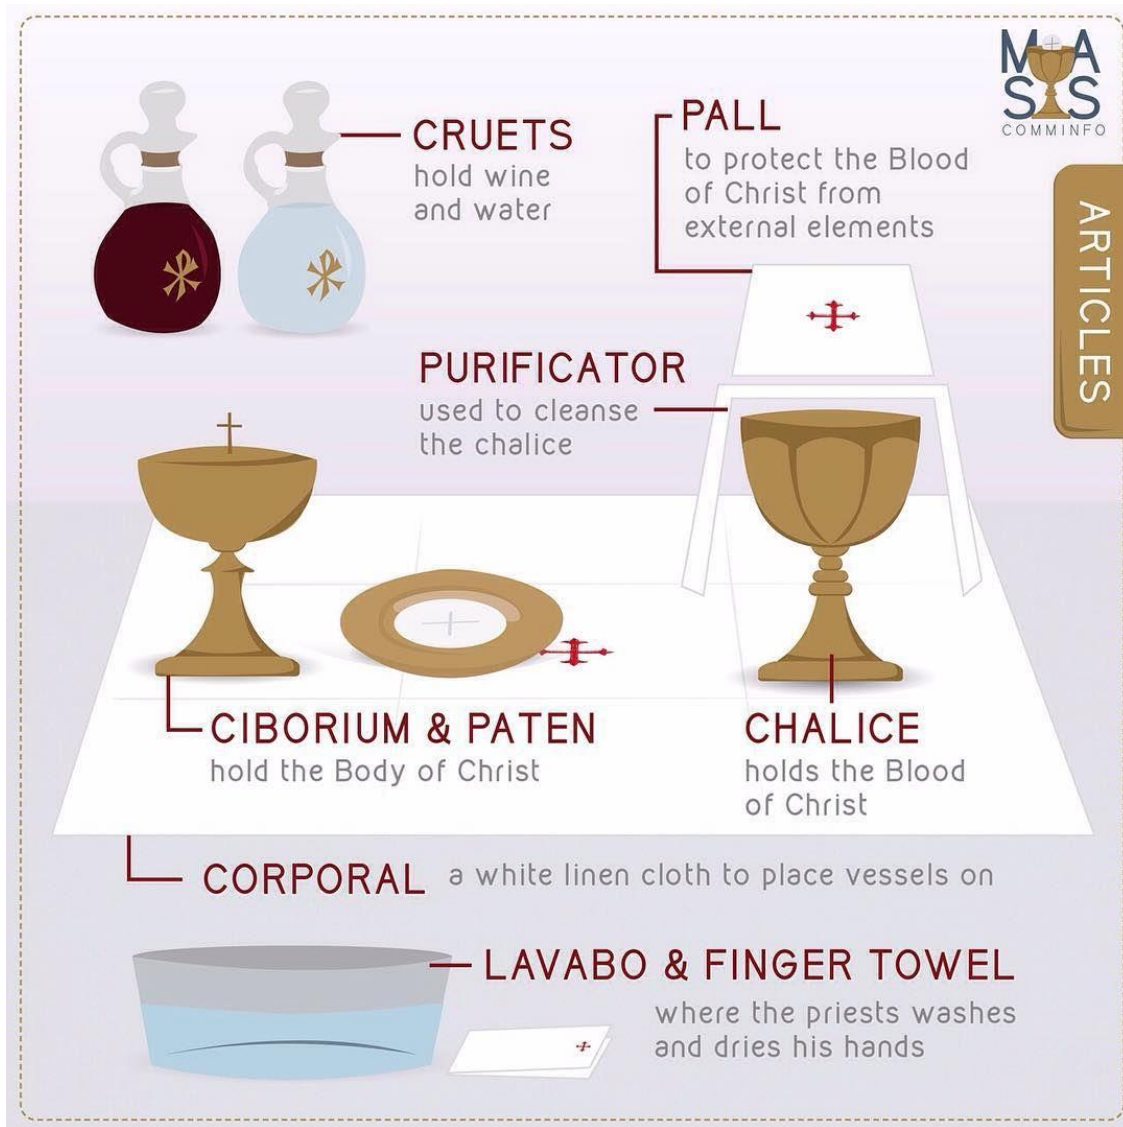 MASS
COMMINFO
ARTICLES
CRUETS
hold wine
and water
PALL
to protect the Blood
of Christ from
external elements
PURIFICATOR
used to cleanse
the chalice
CIBORIUM & PATEN
hold the Body of Christ
CHALICE
holds the Blood
of Christ
CORPORAL a white linen cloth to place vessels on
LAVABO & FINGER TOWEL
where the priests washes
and dries his hands